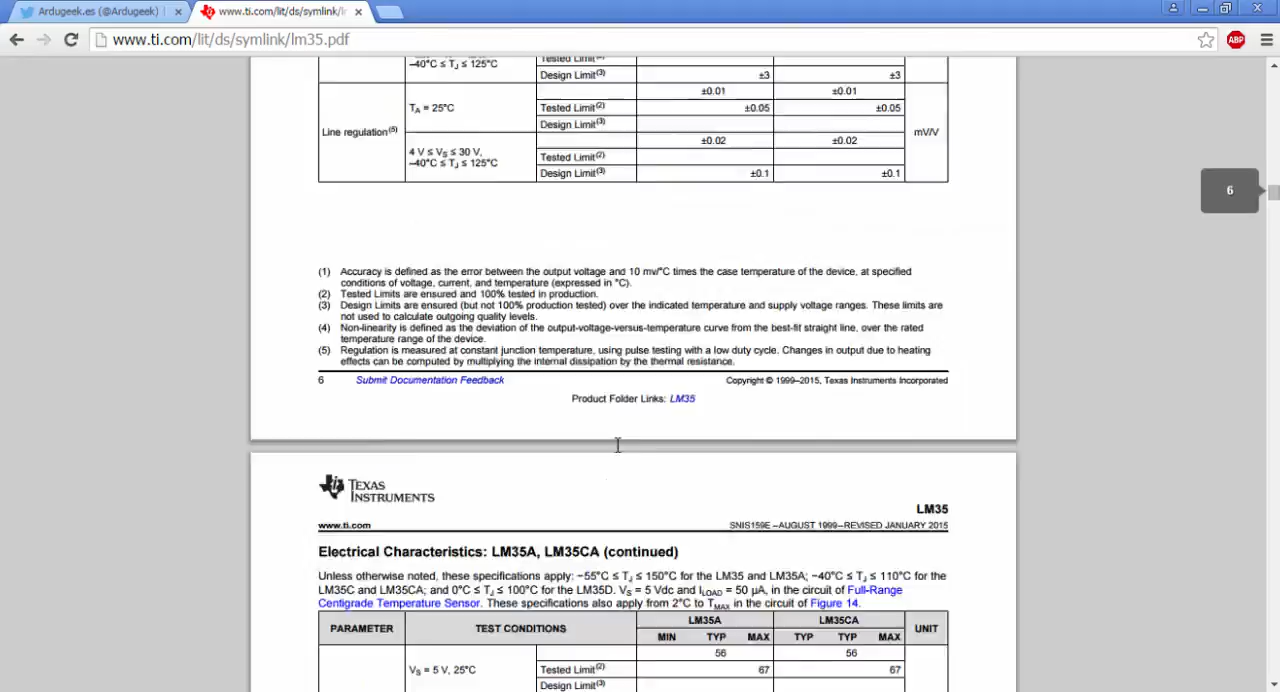 Ardugeek.es (@Ardugeek)
www.ti.com/lit/ds/symlink/l
www.ti.com/lit/ds/symlink/lm35.pdf
ABP
–40°C ≤ TJ ≤ 125°C
Tested Limit(2)
Design Limit(3) ±3 ±3
Line regulation(5) TA = 25°C ±0.01 ±0.01 mV/V
Tested Limit(2) ±0.05 ±0.05
Design Limit(3)
4 V ≤ VS ≤ 30 V, ±0.02 ±0.02
–40°C ≤ TJ ≤ 125°C Tested Limit(2)
Design Limit(3) ±0.1 ±0.1
6
(1) Accuracy is defined as the error between the output voltage and 10 mv/°C times the case temperature of the device, at specified
conditions of voltage, current, and temperature (expressed in °C).
(2) Tested Limits are ensured and 100% tested in production.
(3) Design Limits are ensured (but not 100% production tested) over the indicated temperature and supply voltage ranges. These limits are
not used to calculate outgoing quality levels.
(4) Non-linearity is defined as the deviation of the output-voltage-versus-temperature curve from the best-fit straight line, over the rated
temperature range of the device.
(5) Regulation is measured at constant junction temperature, using pulse testing with a low duty cycle. Changes in output due to heating
effects can be computed by multiplying the internal dissipation by the thermal resistance.
6 Submit Documentation Feedback Copyright © 1999–2015, Texas Instruments Incorporated
Product Folder Links: LM35
TEXAS
INSTRUMENTS
LM35
www.ti.com SNIS159E –AUGUST 1999–REVISED JANUARY 2015
Electrical Characteristics: LM35A, LM35CA (continued)
Unless otherwise noted, these specifications apply: −55°C ≤ TJ ≤ 150°C for the LM35 and LM35A; −40°C ≤ TJ ≤ 110°C for the
LM35C and LM35CA; and 0°C ≤ TJ ≤ 100°C for the LM35D. VS = 5 Vdc and ILOAD = 50 μA, in the circuit of Full-Range
Centigrade Temperature Sensor. These specifications also apply from 2°C to TMAX in the circuit of Figure 14.
PARAMETER TEST CONDITIONS LM35A LM35CA UNIT
MIN TYP MAX TYP TYP MAX
56 56
VS = 5 V, 25°C Tested Limit(2) 67 67
Design Limit(3)